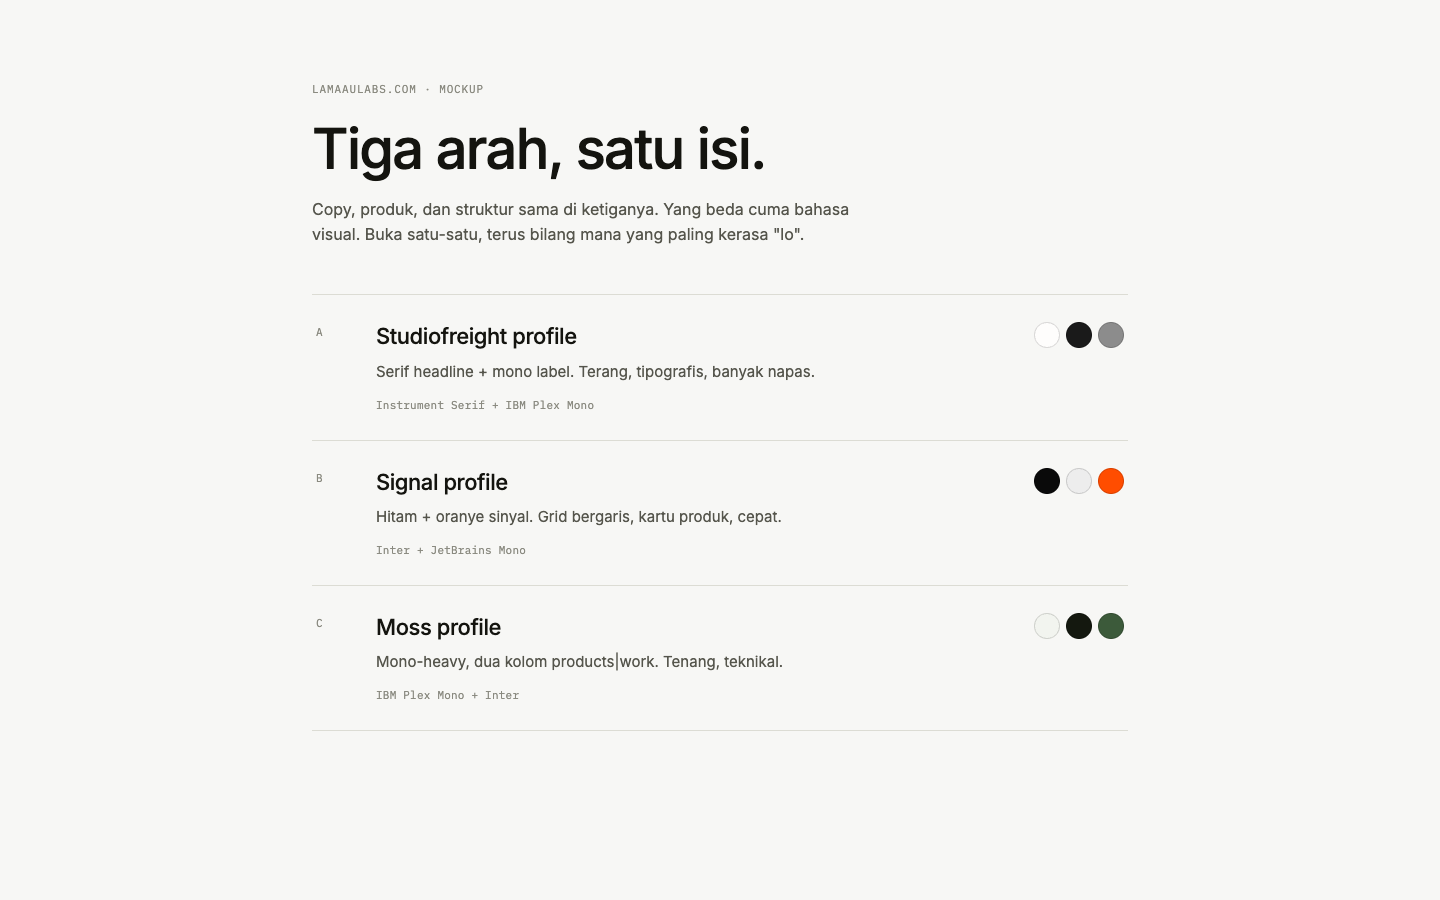 LAMAAULABS.COM · MOCKUP
Tiga arah, satu isi.
Copy, produk, dan struktur sama di ketiganya. Yang beda cuma bahasa
visual. Buka satu-satu, terus bilang mana yang paling kerasa "lo".
A
Studiofreight profile
Serif headline + mono label. Terang, tipografis, banyak napas.
Instrument Serif + IBM Plex Mono
B
Signal profile
Hitam + oranye sinyal. Grid bergaris, kartu produk, cepat.
Inter + JetBrains Mono
C
Moss profile
Mono-heavy, dua kolom products|work. Tenang, teknikal.
IBM Plex Mono + Inter